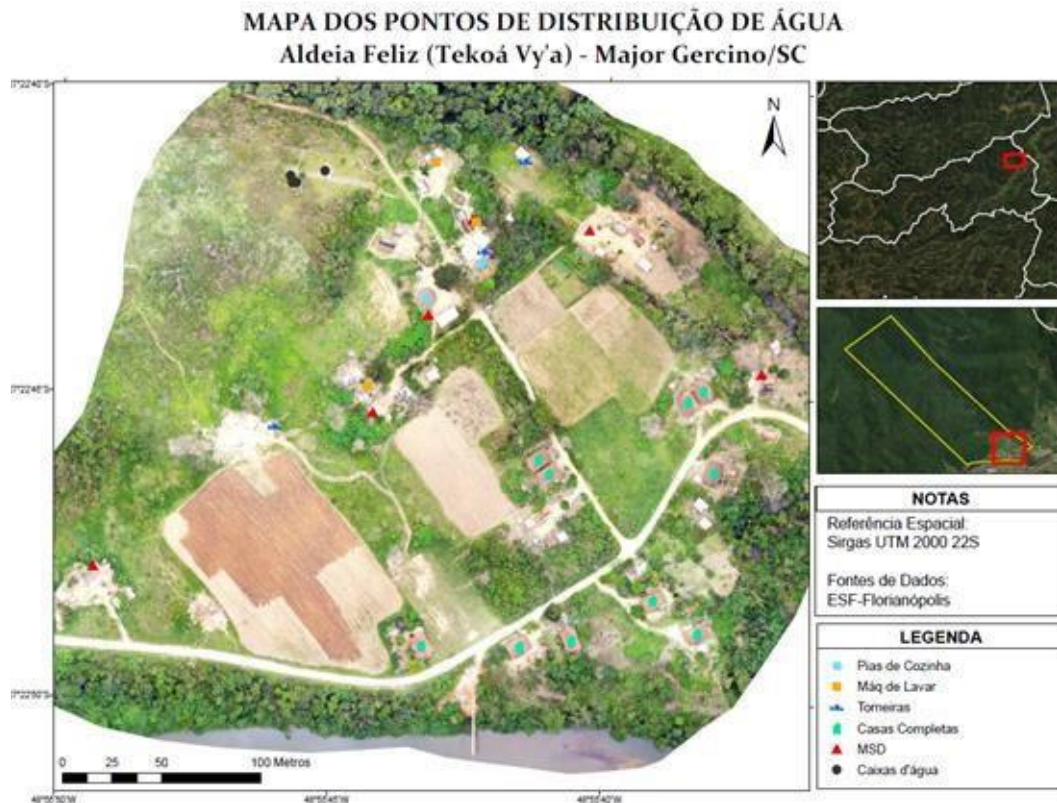 MAPA DOS PONTOS DE DISTRIBUIÇÃO DE ÁGUA
Aldeia Feliz (Tekoá Vy'a) - Major Gercino/SC
N
0 25 50 100 Metros
NOTAS
Referência Espacial:
Sirgas UTM 2000 22S
Fontes de Dados:
ESF-Florianópolis
LEGENDA
Pias de Cozinha
Máq de Lavar
Torneiras
Casas Completas
MSD
Caixas d'água